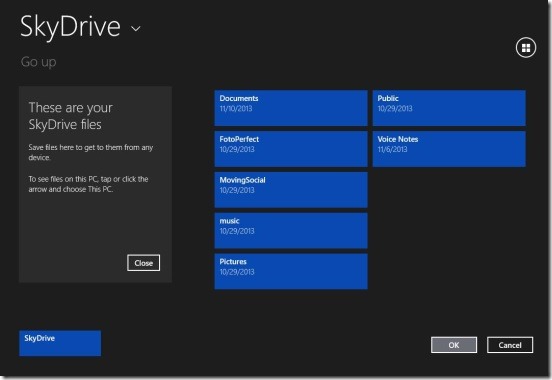 SkyDrive
Go up
These are your
SkyDrive files
Save files here to get to them from any
device.
To see files on this PC, tap or click the
arrow and choose This PC.
Close
Documents
11/10/2013
FotoPerfect
10/29/2013
MovingSocial
10/29/2013
music
10/29/2013
Pictures
10/29/2013
Public
10/29/2013
Voice Notes
11/6/2013
SkyDrive
OK
Cancel